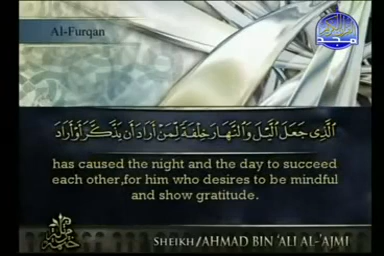 Al-Furqan
الَّذِى جَعَلَ الَّيْلَ وَالنَّهَارَ خِلْفَةً لِّمَنْ أَرَادَ أَن يَذَّكَّرَ أَوْ أَرَادَ
has caused the night and the day to succeed
each other,for him who desires to be mindful
and show gratitude.
SHEIKH/AHMAD BIN 'ALI AL-'AJMI